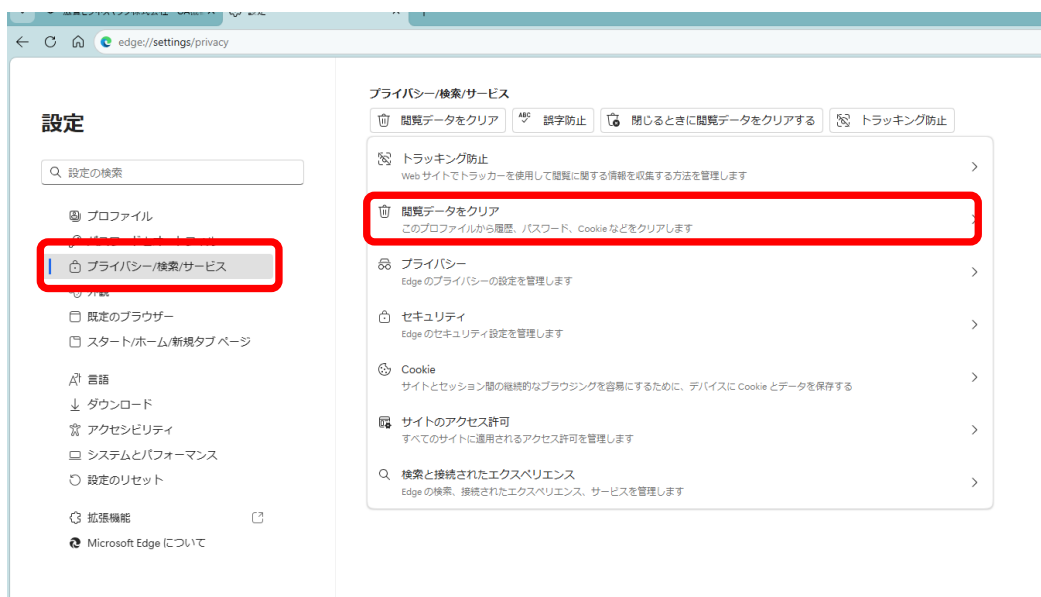 edge://settings/privacy
設定
設定の検索
プロファイル
プライバシー/検索/サービス
既定のブラウザー
スタート/ホーム/新規タブ ページ
言語
ダウンロード
アクセシビリティ
システムとパフォーマンス
設定のリセット
拡張機能
Microsoft Edge について
プライバシー/検索/サービス
閲覧データをクリア
ABC 誤字防止
閉じるときに閲覧データをクリアする
トラッキング防止
トラッキング防止
Web サイトでトラッカーを使用して閲覧に関する情報を収集する方法を管理します
閲覧データをクリア
このプロファイルから履歴、パスワード、Cookie などをクリアします
プライバシー
Edge のプライバシーの設定を管理します
セキュリティ
Edge のセキュリティ設定を管理します
Cookie
サイトとセッション間の継続的なブラウジングを容易にするために、デバイスに Cookie とデータを保存する
サイトのアクセス許可
すべてのサイトに適用されるアクセス許可を管理します
検索と接続されたエクスペリエンス
Edge の検索、接続されたエクスペリエンス、サービスを管理します